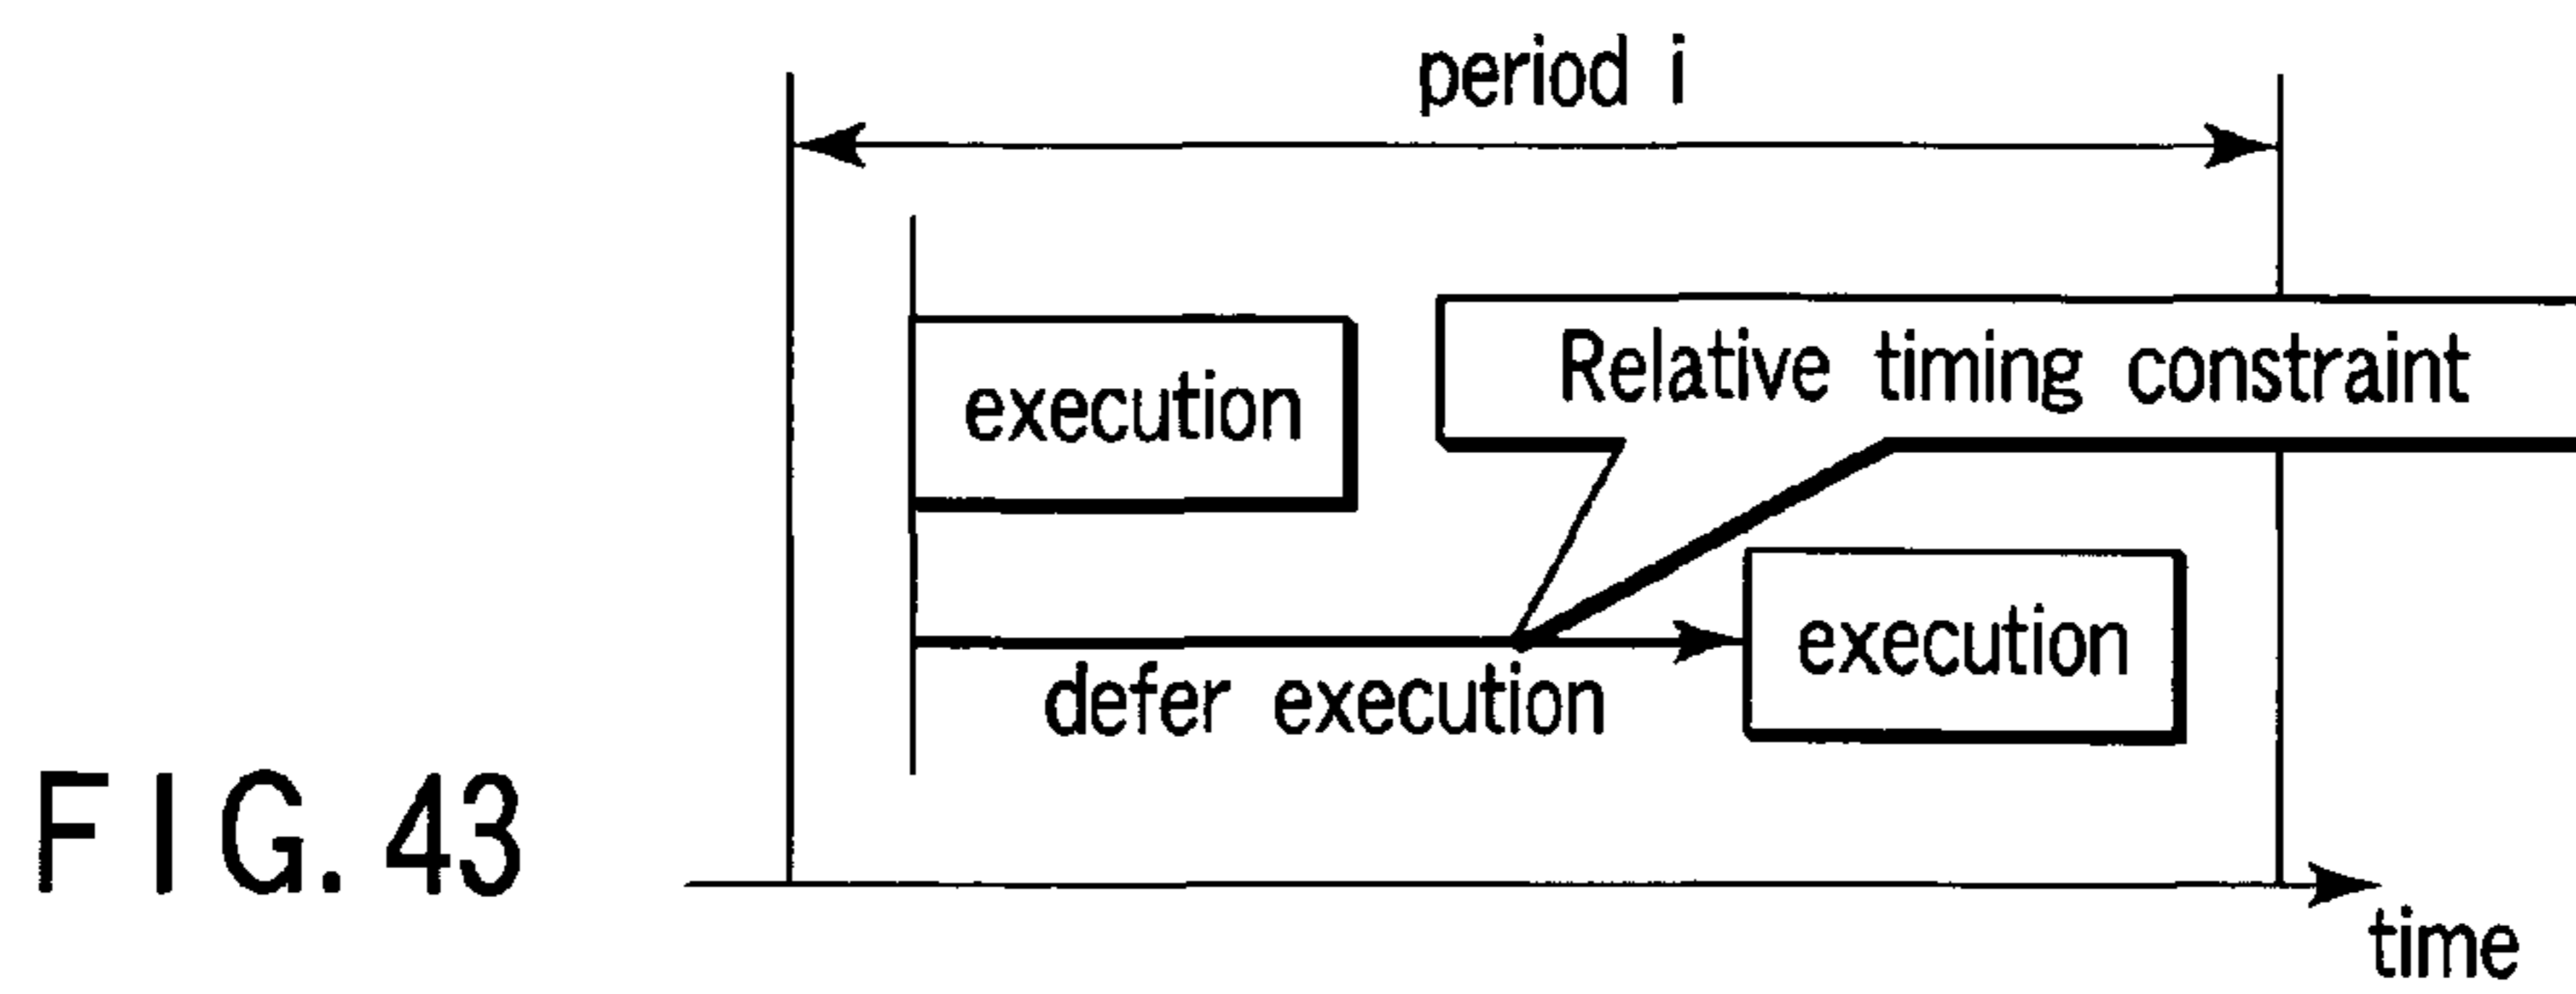 period i
execution
Relative timing constraint
execution
defer execution
FIG. 43
time